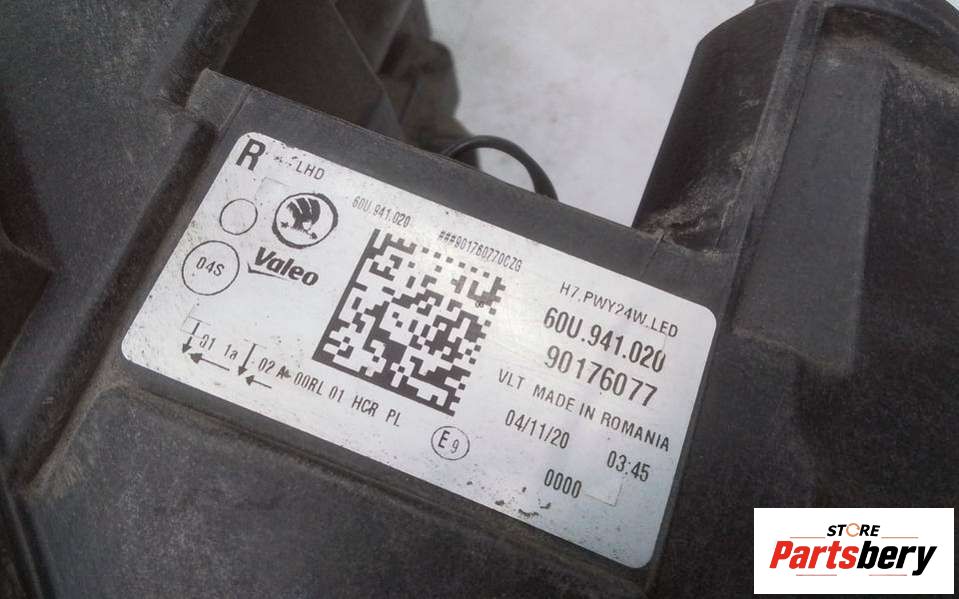 R LHD
60U.941.020 ###901760770CZG
04S
Valeo
H7.PWY24W.LED
60U.941.020
90176077
VLT MADE IN ROMANIA
04/11/20 03:45
0000
01 1a 02 A 00RL 01 HCR PL
E9
STORE
Partsbery